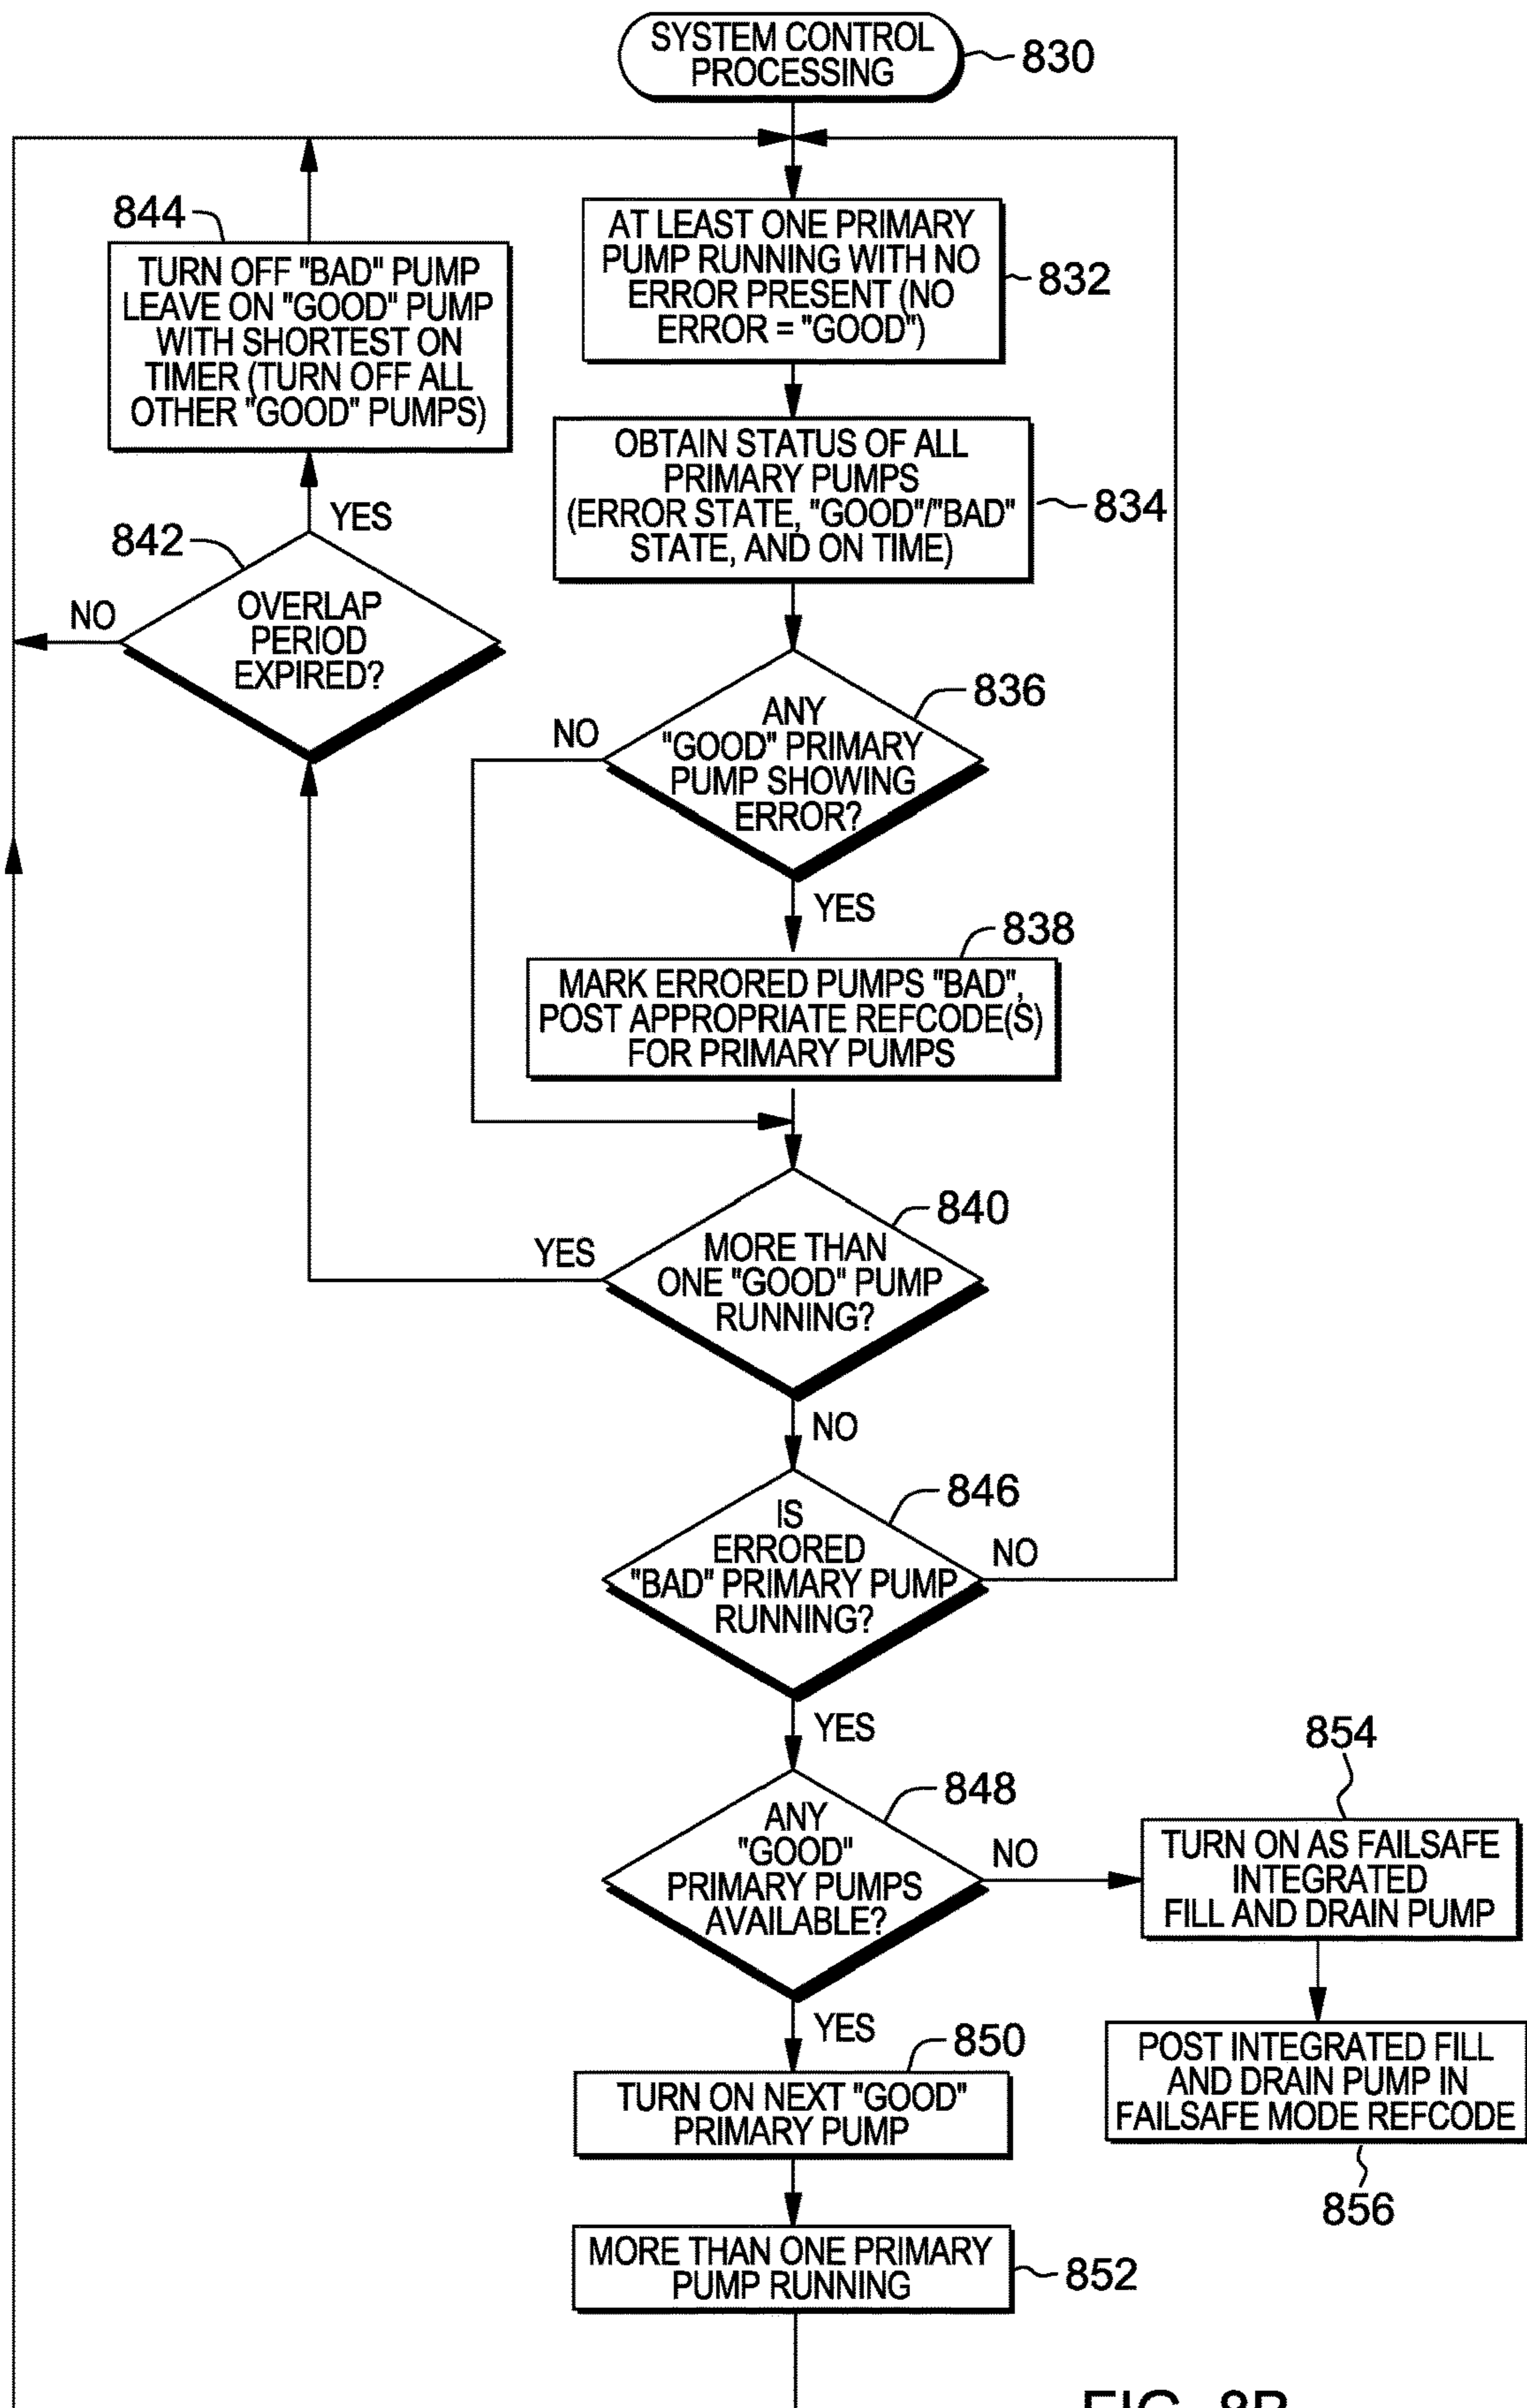 SYSTEM CONTROL
PROCESSING
830
844
TURN OFF "BAD" PUMP
LEAVE ON "GOOD" PUMP
WITH SHORTEST ON
TIMER (TURN OFF ALL
OTHER "GOOD" PUMPS)
AT LEAST ONE PRIMARY
PUMP RUNNING WITH NO
ERROR PRESENT (NO
ERROR = "GOOD")
832
OBTAIN STATUS OF ALL
PRIMARY PUMPS
(ERROR STATE, "GOOD"/"BAD"
STATE, AND ON TIME)
834
YES
842
NO
OVERLAP
PERIOD
EXPIRED?
836
NO
ANY
"GOOD" PRIMARY
PUMP SHOWING
ERROR?
YES
838
MARK ERRORED PUMPS "BAD",
POST APPROPRIATE REFCODE(S)
FOR PRIMARY PUMPS
840
YES
MORE THAN
ONE "GOOD" PUMP
RUNNING?
NO
846
IS
ERRORED
"BAD" PRIMARY PUMP
RUNNING?
NO
YES
848
ANY
"GOOD"
PRIMARY PUMPS
AVAILABLE?
NO
854
TURN ON AS FAILSAFE
INTEGRATED
FILL AND DRAIN PUMP
YES
850
TURN ON NEXT "GOOD"
PRIMARY PUMP
POST INTEGRATED FILL
AND DRAIN PUMP IN
FAILSAFE MODE REFCODE
856
MORE THAN ONE PRIMARY
PUMP RUNNING
852
FIG. 8B